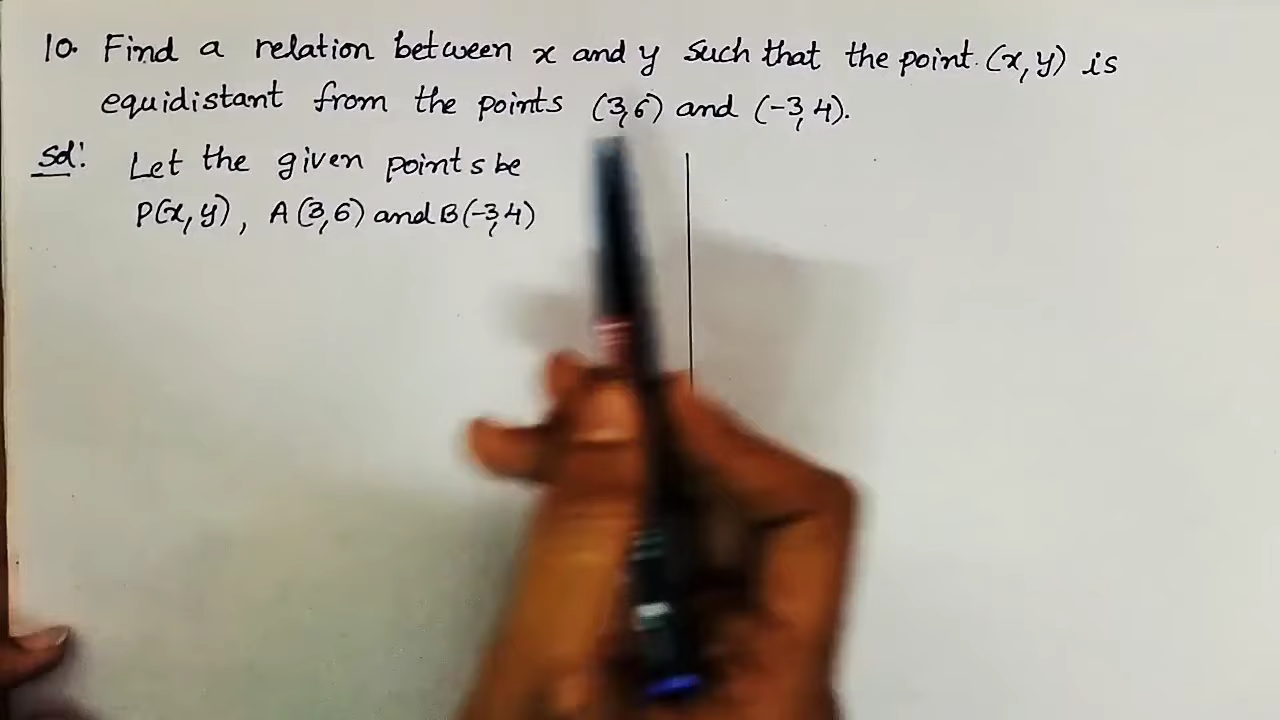 10. Find a relation between x and y such that the point (x, y) is
equidistant from the points (3,6) and (-3,4).
Sol: Let the given points be
P(x, y), A(3,6) and B(-3,4)